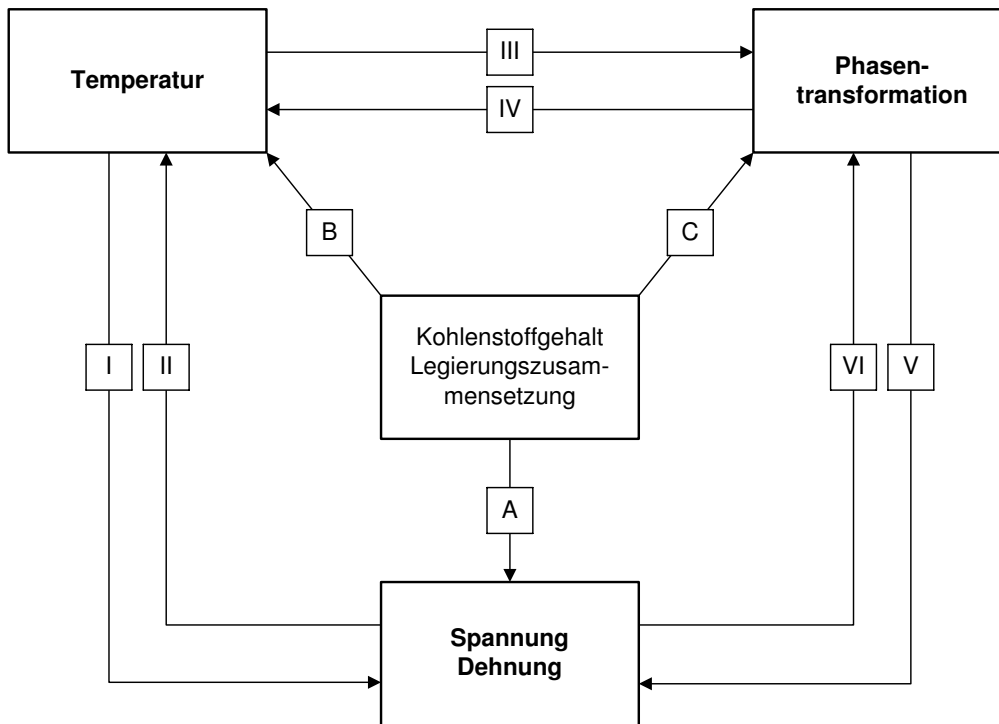 Temperatur
III
IV
Phasen-
transformation
B
C
Kohlenstoffgehalt
Legierungszusam-
mensetzung
I
II
VI
V
A
Spannung
Dehnung